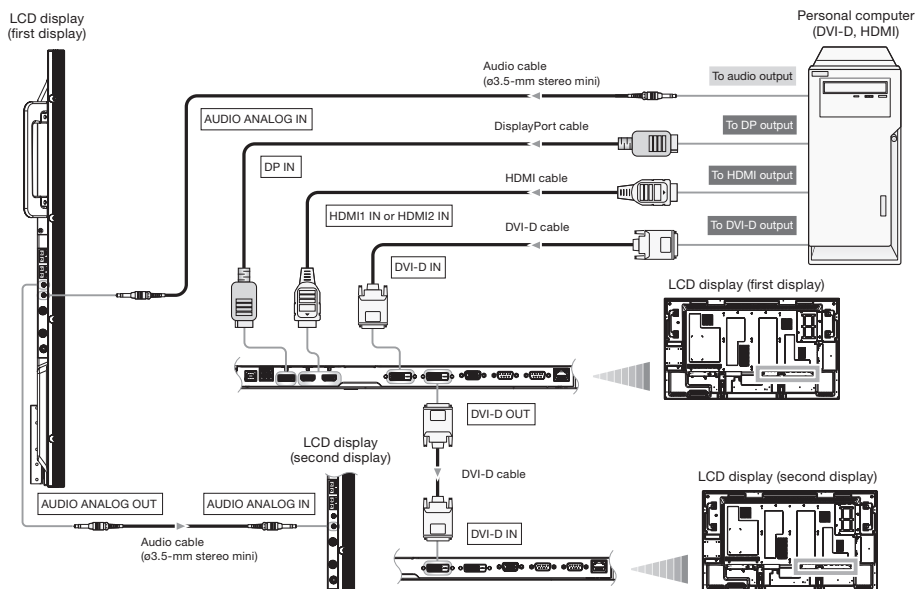 LCD display
(first display)
Personal computer
(DVI-D, HDMI)
Audio cable
(ø3.5-mm stereo mini)
To audio output
AUDIO ANALOG IN
DisplayPort cable
To DP output
DP IN
HDMI cable
To HDMI output
HDMI1 IN or HDMI2 IN
DVI-D cable
To DVI-D output
DVI-D IN
LCD display (first display)
DVI-D OUT
LCD display
(second display)
DVI-D cable
LCD display (second display)
AUDIO ANALOG OUT
AUDIO ANALOG IN
Audio cable
(ø3.5-mm stereo mini)
DVI-D IN